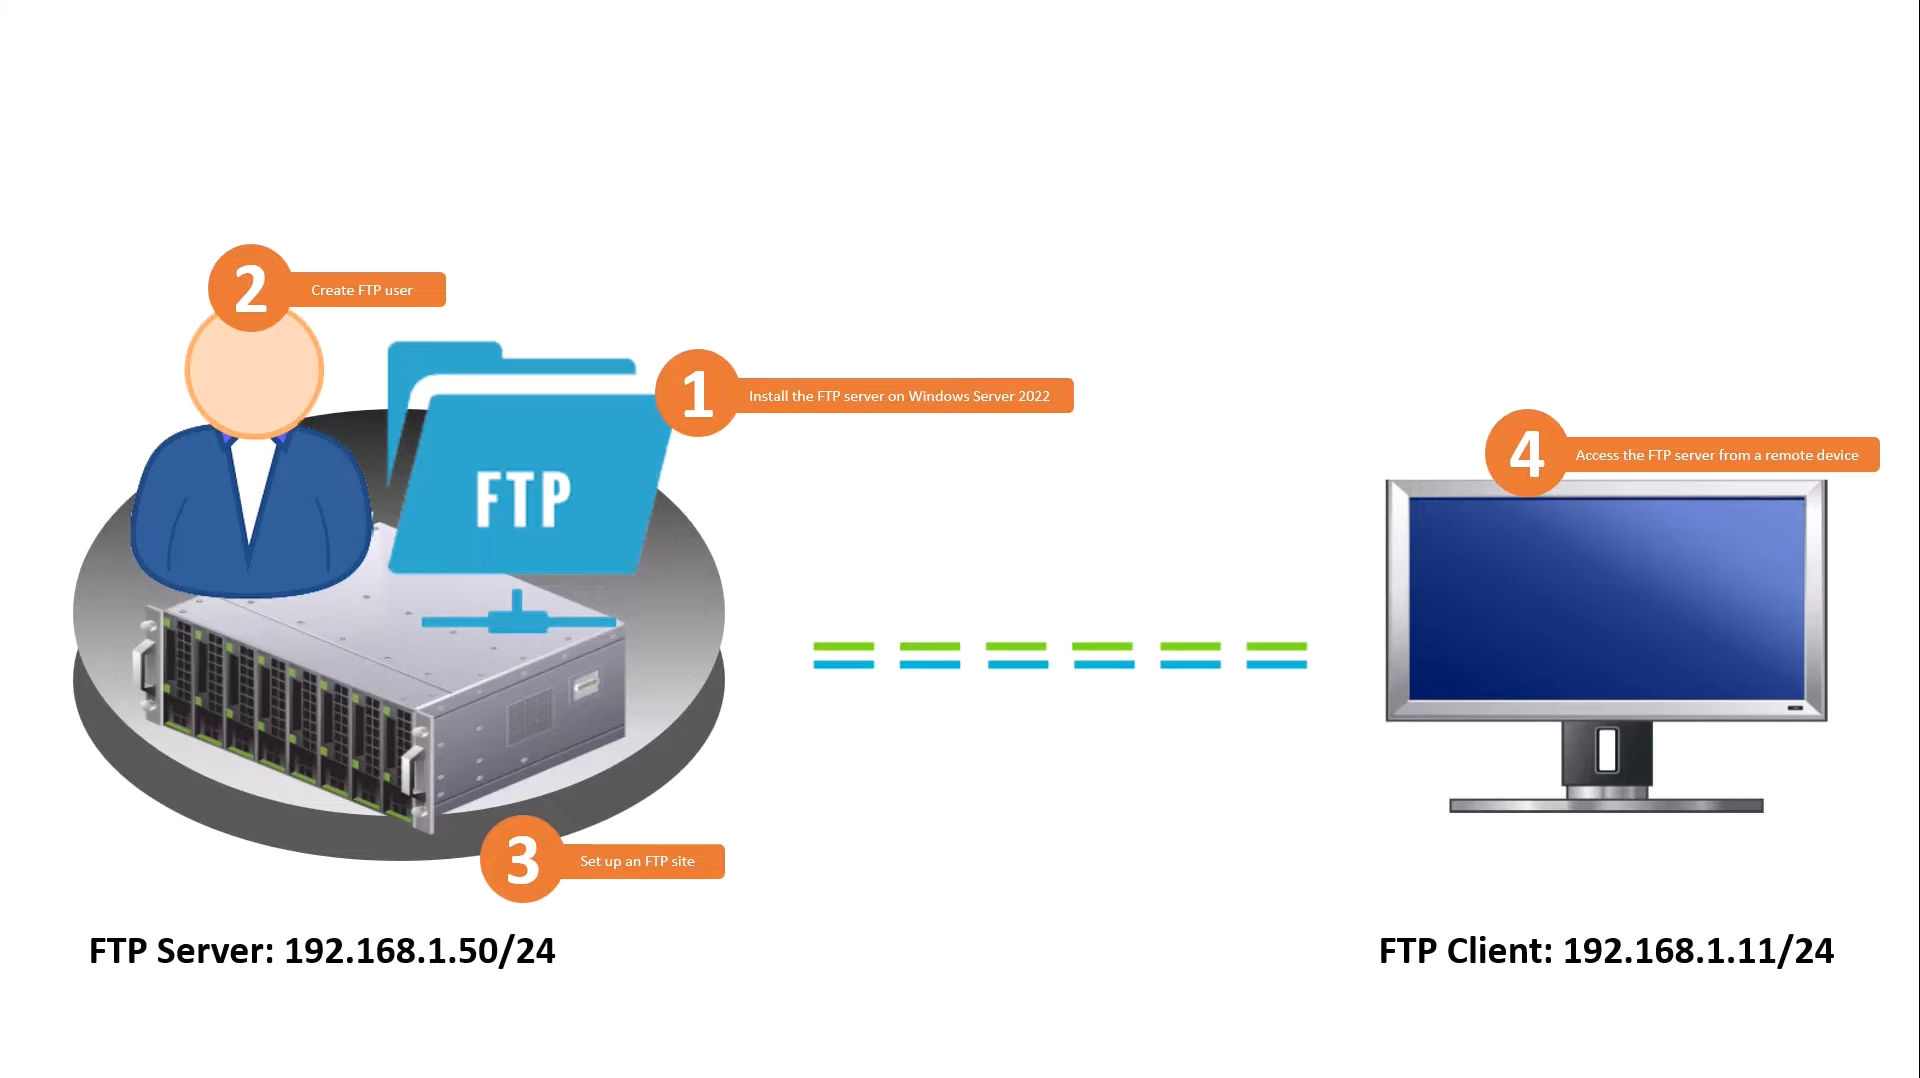 2
Create FTP user
1
Install the FTP server on Windows Server 2022
FTP
4
Access the FTP server from a remote device
3
Set up an FTP site
FTP Server: 192.168.1.50/24
FTP Client: 192.168.1.11/24